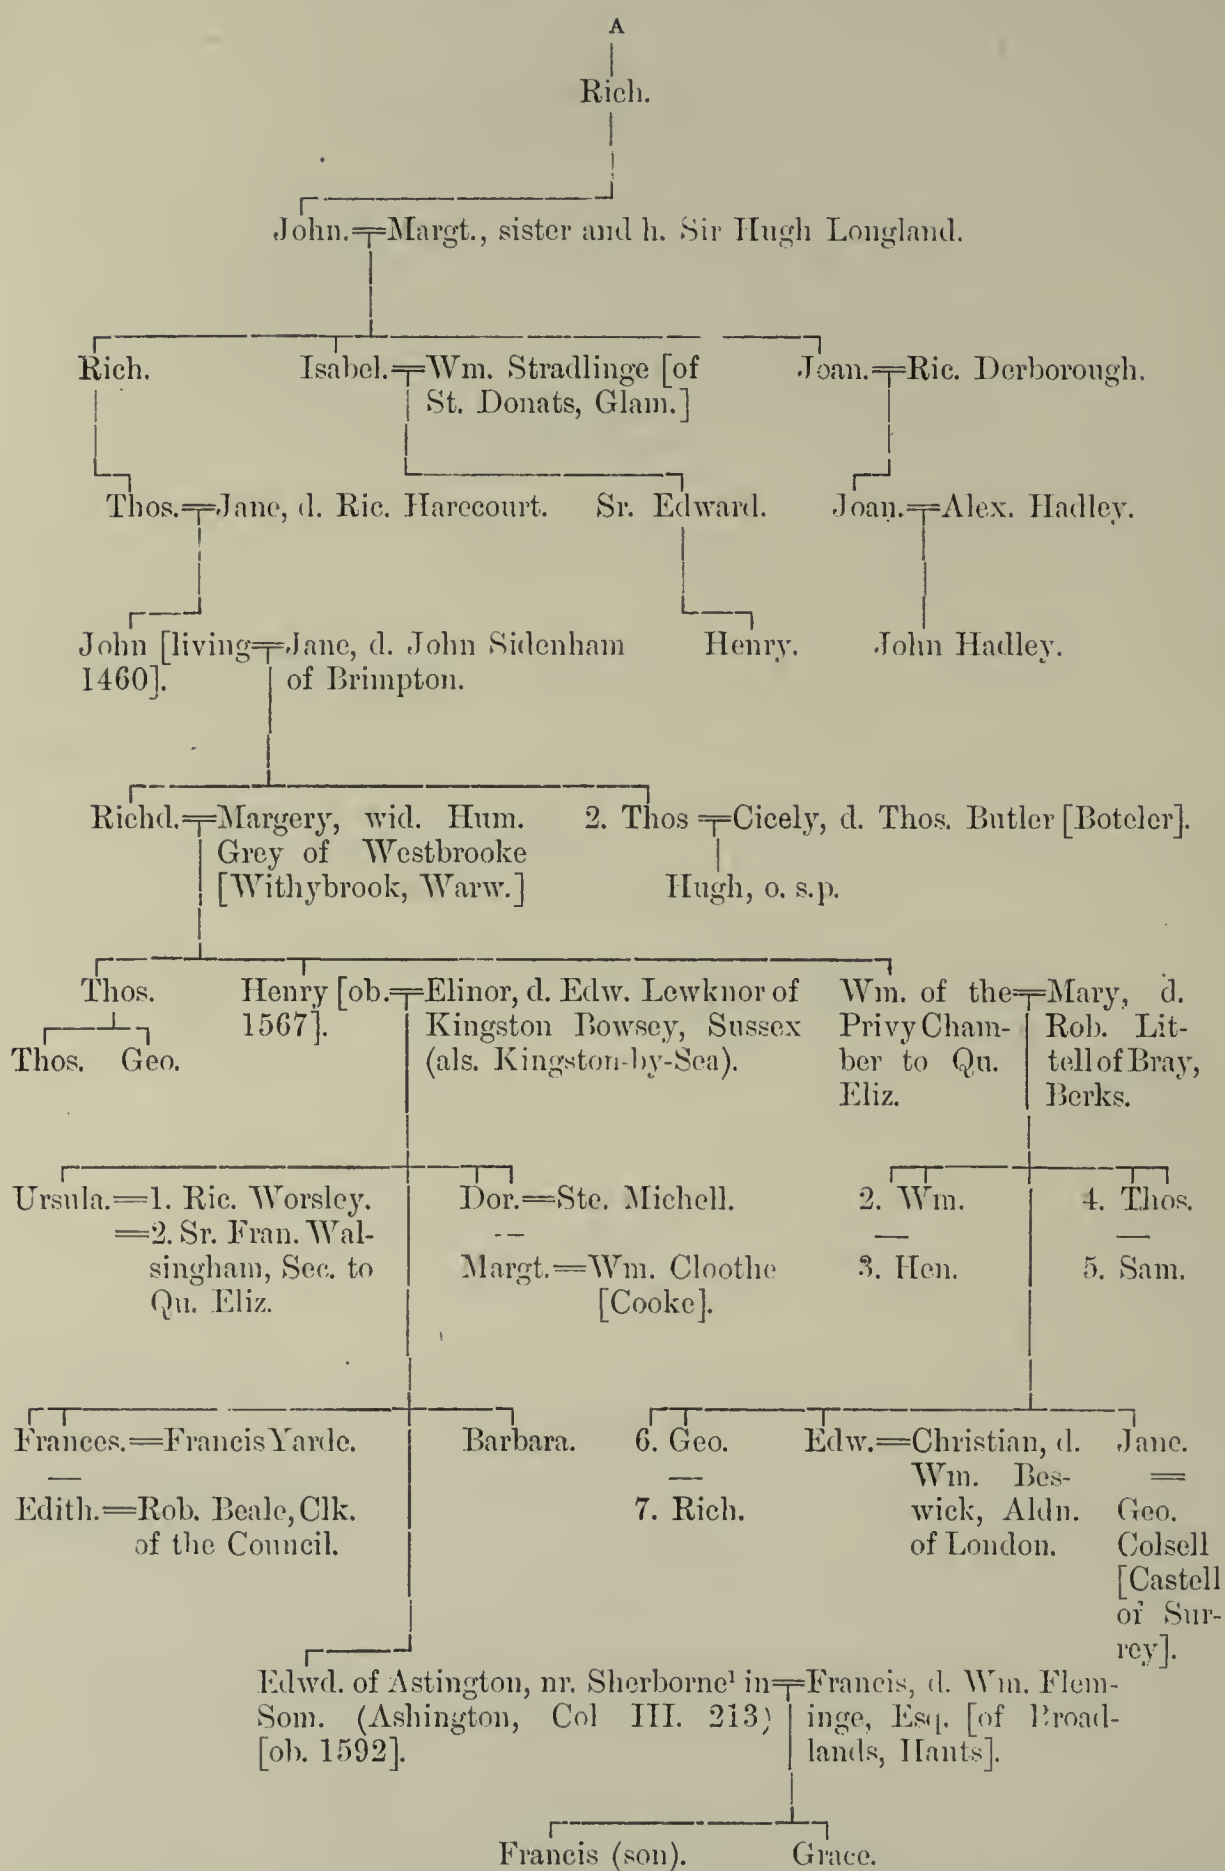 A
Rich.
John.=Margt., sister and h. Sir Hugh Longland.
Rich.
Isabel.=Wm. Stradlinge [of
St. Donats, Glam.]
Joan.=Ric. Derborough.
Thos.=Jane, d. Ric. Harecourt.
Sr. Edward.
Joan.=Alex. Hadley.
John [living=Jane, d. John Sidenham
1460]. of Brimpton.
Henry.
John Hadley.
Richd.=Margery, wid. Hum.
Grey of Westbrooke
[Withybrook, Warw.]
2. Thos=Cicely, d. Thos. Butler [Boteler].
Hugh, o. s.p.
Thos.
Thos. Geo.
Henry [ob.=Elinor, d. Edw. Lewknor of
1567]. Kingston Bowsey, Sussex
(als. Kingston-by-Sea).
Wm. of the=Mary, d.
Privy Cham- Rob. Lit-
ber to Qu. tell of Bray,
Eliz. Berks.
Ursula.=1. Ric. Worsley.
=2. Sr. Fran. Wal-
singham, Sec. to
Qu. Eliz.
Dor.=Ste. Michell.
Margt.=Wm. Cloothe
[Cooke].
2. Wm.
3. Hen.
4. Thos.
5. Sam.
Frances.=Francis Yarde.
Edith.=Rob. Beale, Clk.
of the Council.
Barbara.
6. Geo.
7. Rich.
Edw.=Christian, d.
Wm. Bes-
wick, Aldn.
of London.
Jane.
=
Geo.
Colsell
[Castell
of Sur-
rey].
Edwd. of Astington, nr. Sherborne¹ in=Francis, d. Wm. Flem-
Som. (Ashington, Col III. 213) inge, Esq. [of Broad-
[ob. 1592]. lands, Hants].
Francis (son).
Grace.